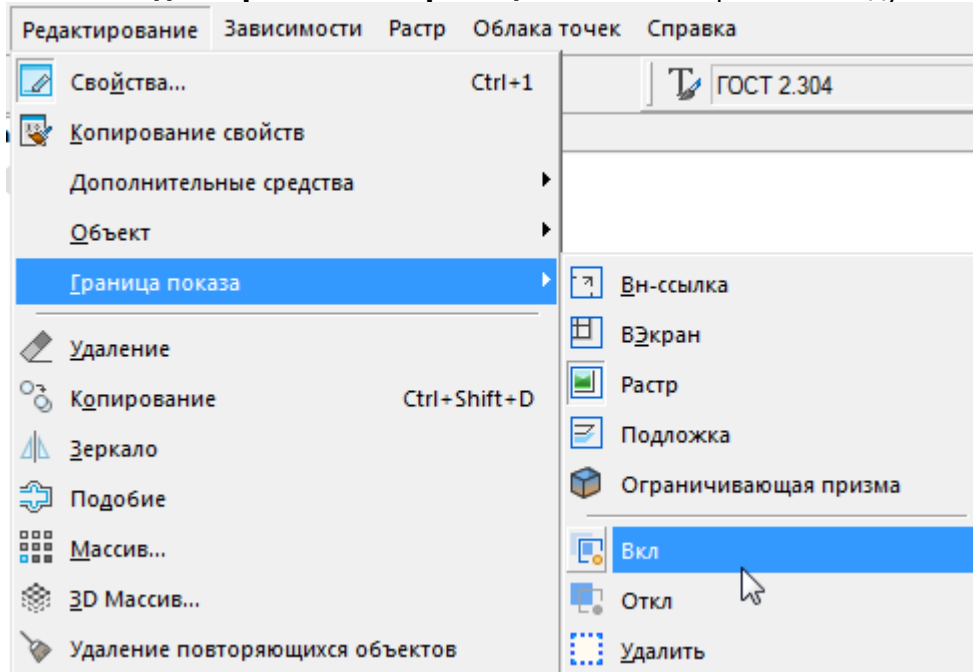 Редактирование Зависимости Растр Облака точек Справка
Свойства... Ctrl+1
ГОСТ 2.304
Копирование свойств
Дополнительные средства
Объект
Граница показа
Вн-ссылка
Удаление
ВЭкран
Копирование Ctrl+Shift+D
Растр
Зеркало
Подложка
Подобие
Ограничивающая призма
Массив...
Вкл
3D Массив...
Откл
Удаление повторяющихся объектов
Удалить